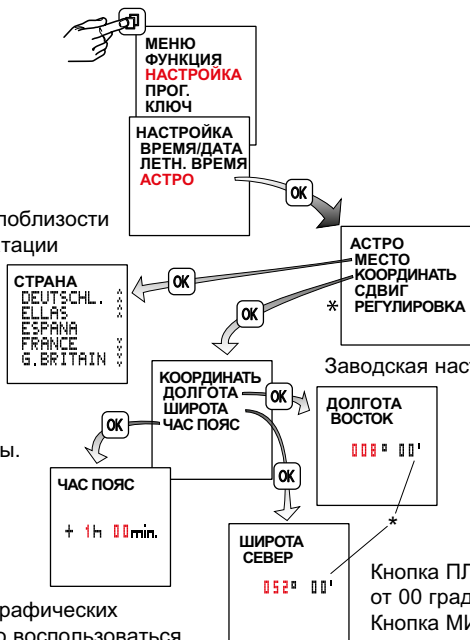 МЕНЮ
ФУНКЦИЯ
НАСТРОЙКА
ПРОГ.
КЛЮЧ
НАСТРОЙКА
ВРЕМЯ/ДАТА
ЛЕТН. ВРЕМЯ
АСТРО
OK
поблизости
тации
АСТРО
МЕСТО
КООРДИНАТЬ
СДВИГ
* РЕГУЛИРОВКА
OK
СТРАНА
DEUTSCHL.
ELLAS
ESPANA
FRANCE
G.BRITAIN
OK
Заводская наст
КООРДИНАТЬ
ДОЛГОТА
ШИРОТА
ЧАС ПОЯС
OK
ДОЛГОТА
ВОСТОК
008° 00'
OK
ы.
OK
ЧАС ПОЯС
+ 1h 00min.
*
ШИРОТА
СЕВЕР
052° 00'
Кнопка ПЛ
от 00 град
Кнопка МИ
рафических
о воспользоваться